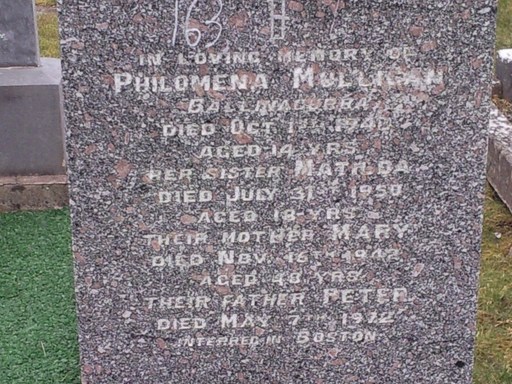 163
IN LOVING MEMORY OF
PHILOMENA MULLIGAN
DIED OCT
AGED 14 YRS
HER SISTER MATILDA
DIED JULY 31ST 1950
AGED 18 YRS
THEIR MOTHER MARY
DIED NOV. 16TH
AGED 48 YRS
THEIR FATHER PETER
DIED MAY 7TH 1972
INTERRED IN BOSTON